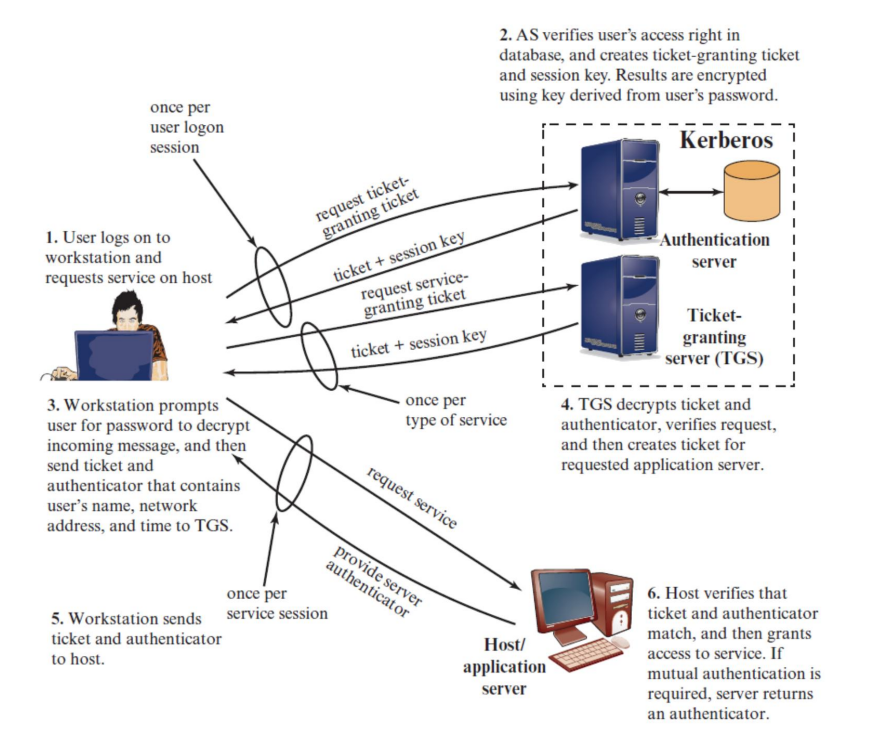 2. AS verifies user's access right in
database, and creates ticket-granting ticket
and session key. Results are encrypted
using key derived from user's password.
once per
user logon
session
Kerberos
request ticket-
granting ticket
1. User logs on to
workstation and
requests service on host
ticket + session key
Authentication
server
request service-
granting ticket
Ticket-
granting
server (TGS)
ticket + session key
once per
type of service
3. Workstation prompts
user for password to decrypt
incoming message, and then
send ticket and
authenticator that contains
user's name, network
address, and time to TGS.
4. TGS decrypts ticket and
authenticator, verifies request,
and then creates ticket for
requested application server.
request service
provide server
authenticator
once per
service session
5. Workstation sends
ticket and authenticator
to host.
Host/
application
server
6. Host verifies that
ticket and authenticator
match, and then grants
access to service. If
mutual authentication is
required, server returns
an authenticator.